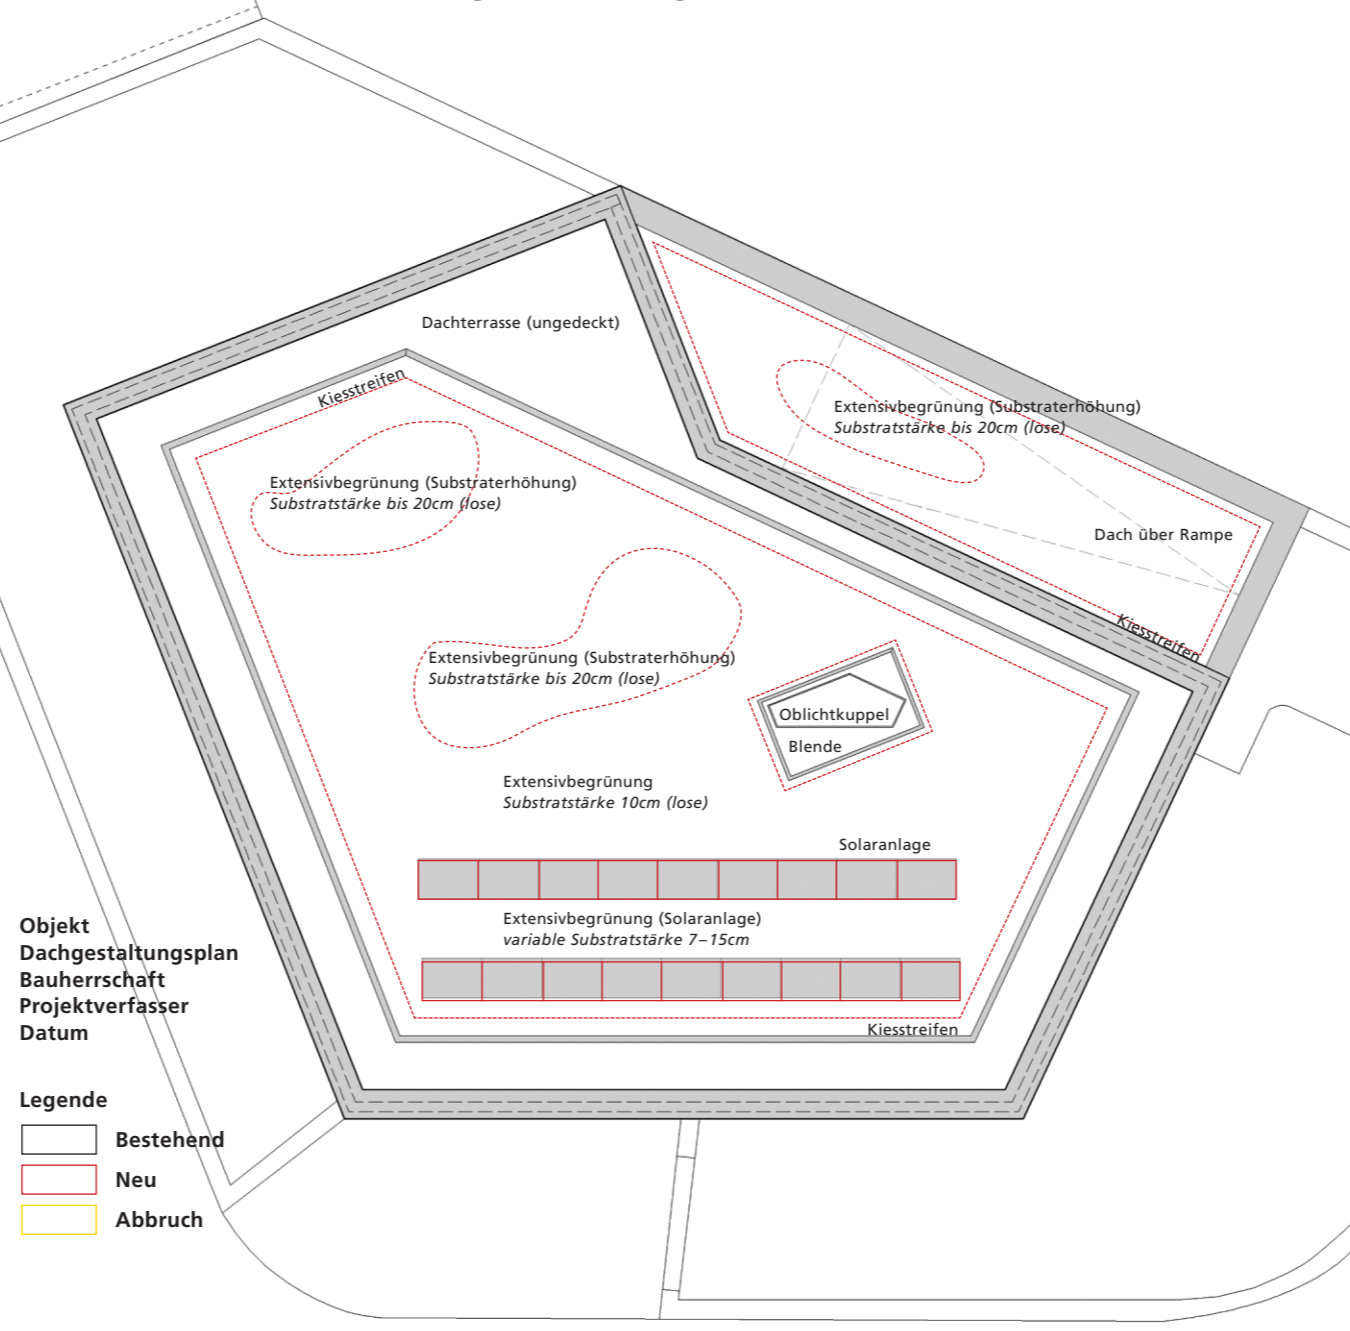 Dachterrasse (ungedeckt)
Kiesstreifen
Extensivbegrünung (Substraterhöhung)
Substratstärke bis 20cm (lose)
Extensivbegrünung (Substraterhöhung)
Substratstärke bis 20cm (lose)
Dach über Rampe
Kiesstreifen
Extensivbegrünung (Substraterhöhung)
Substratstärke bis 20cm (lose)
Oblichtkuppel
Blende
Extensivbegrünung
Substratstärke 10cm (lose)
Solaranlage
Extensivbegrünung (Solaranlage)
variable Substratstärke 7–15cm
Kiesstreifen
Objekt
Dachgestaltungsplan
Bauherrschaft
Projektverfasser
Datum
Legende
Bestehend
Neu
Abbruch